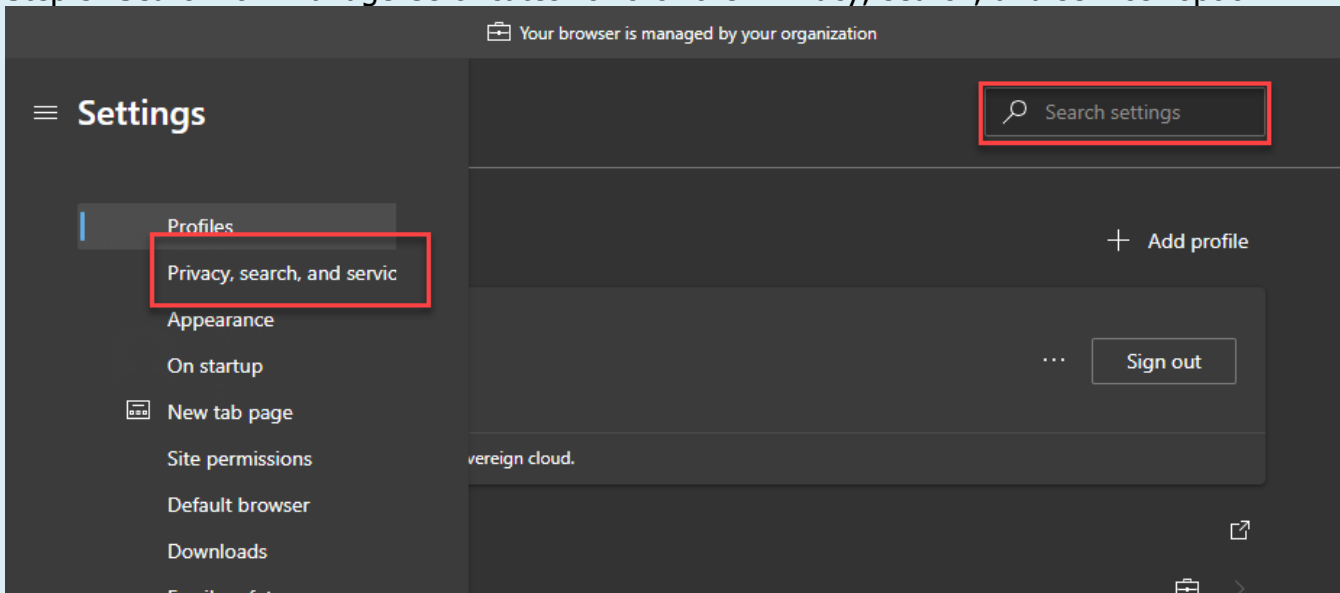 Your browser is managed by your organization
Settings
Search settings
Profiles
Add profile
Privacy, search, and servic
Appearance
On startup
Sign out
New tab page
Site permissions
vereign cloud.
Default browser
Downloads